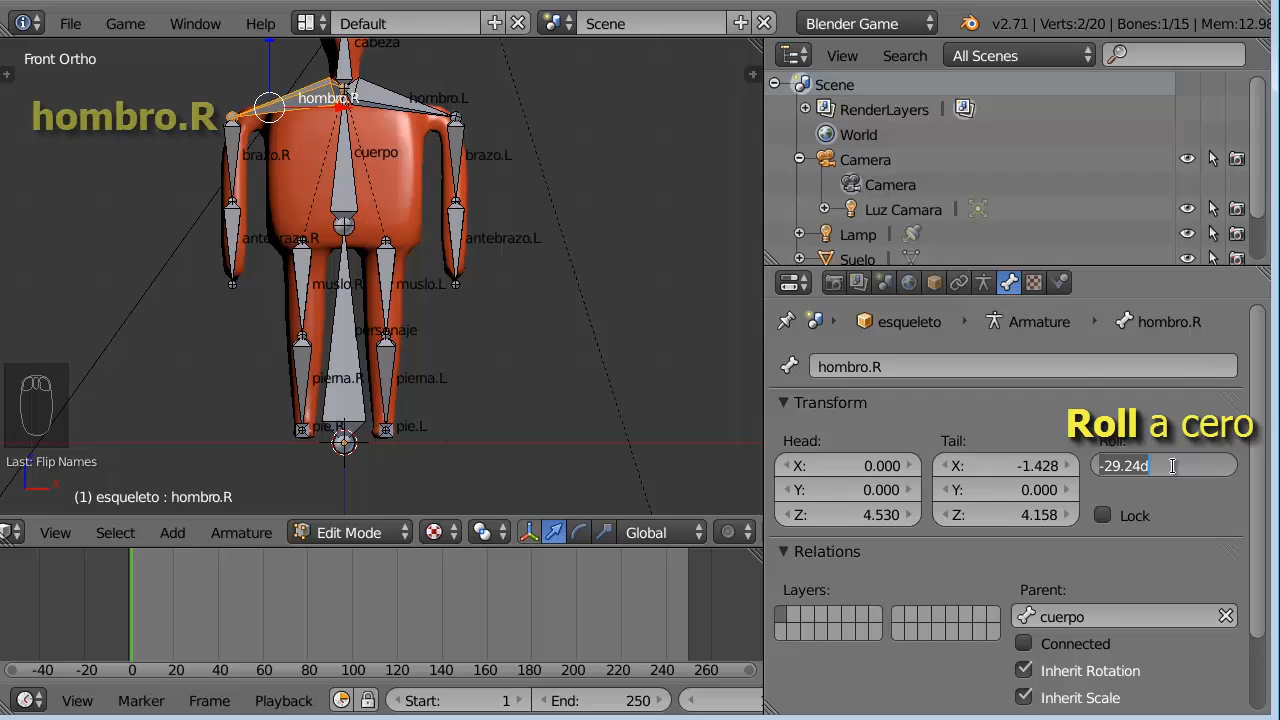 File Game Window Help Default Scene Blender Game v2.71 | Verts:2/20 | Bones:1/15 | Mem:12.98
Front Ortho
hombro.R
cabeza
hombro.R
hombro.L
brazo.R
cuerpo
brazo.L
antebrazo.R
antebrazo.L
muslo.R
muslo.L
personaje
pierna.R
pierna.L
pie.R
pie.L
Last: Flip Names
x
(1) esqueleto : hombro.R
View Select Add Armature Edit Mode Global
-40 -20 0 20 40 60 80 100 120 140 160 180 200 220 240 260
View Marker Frame Playback Start: 1 End: 250
View Search All Scenes
Scene
RenderLayers |
World
Camera
Camera
Luz Camara |
Lamp |
Suelo |
esqueleto Armature hombro.R
hombro.R
Transform
Roll a cero
Head: Tail: Roll:
X: 0.000 X: -1.428 -29.24d
Y: 0.000 Y: 0.000
Z: 4.530 Z: 4.158 Lock
Relations
Layers: Parent:
cuerpo
Connected
Inherit Rotation
Inherit Scale